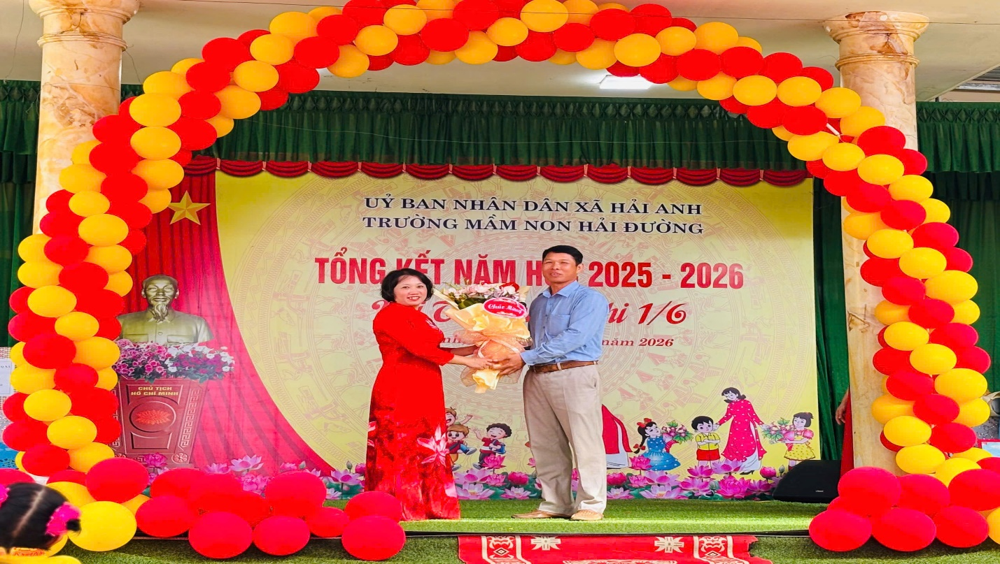 UỶ BAN NHÂN DÂN XÃ HẢI ANH
TRƯỜNG MẦM NON HẢI ĐƯỜNG
TỔNG KẾT NĂM 2025 - 2026
1/6
năm 2026
Chúc Mừng
CHỦ TỊCH
HỒ CHÍ MINH